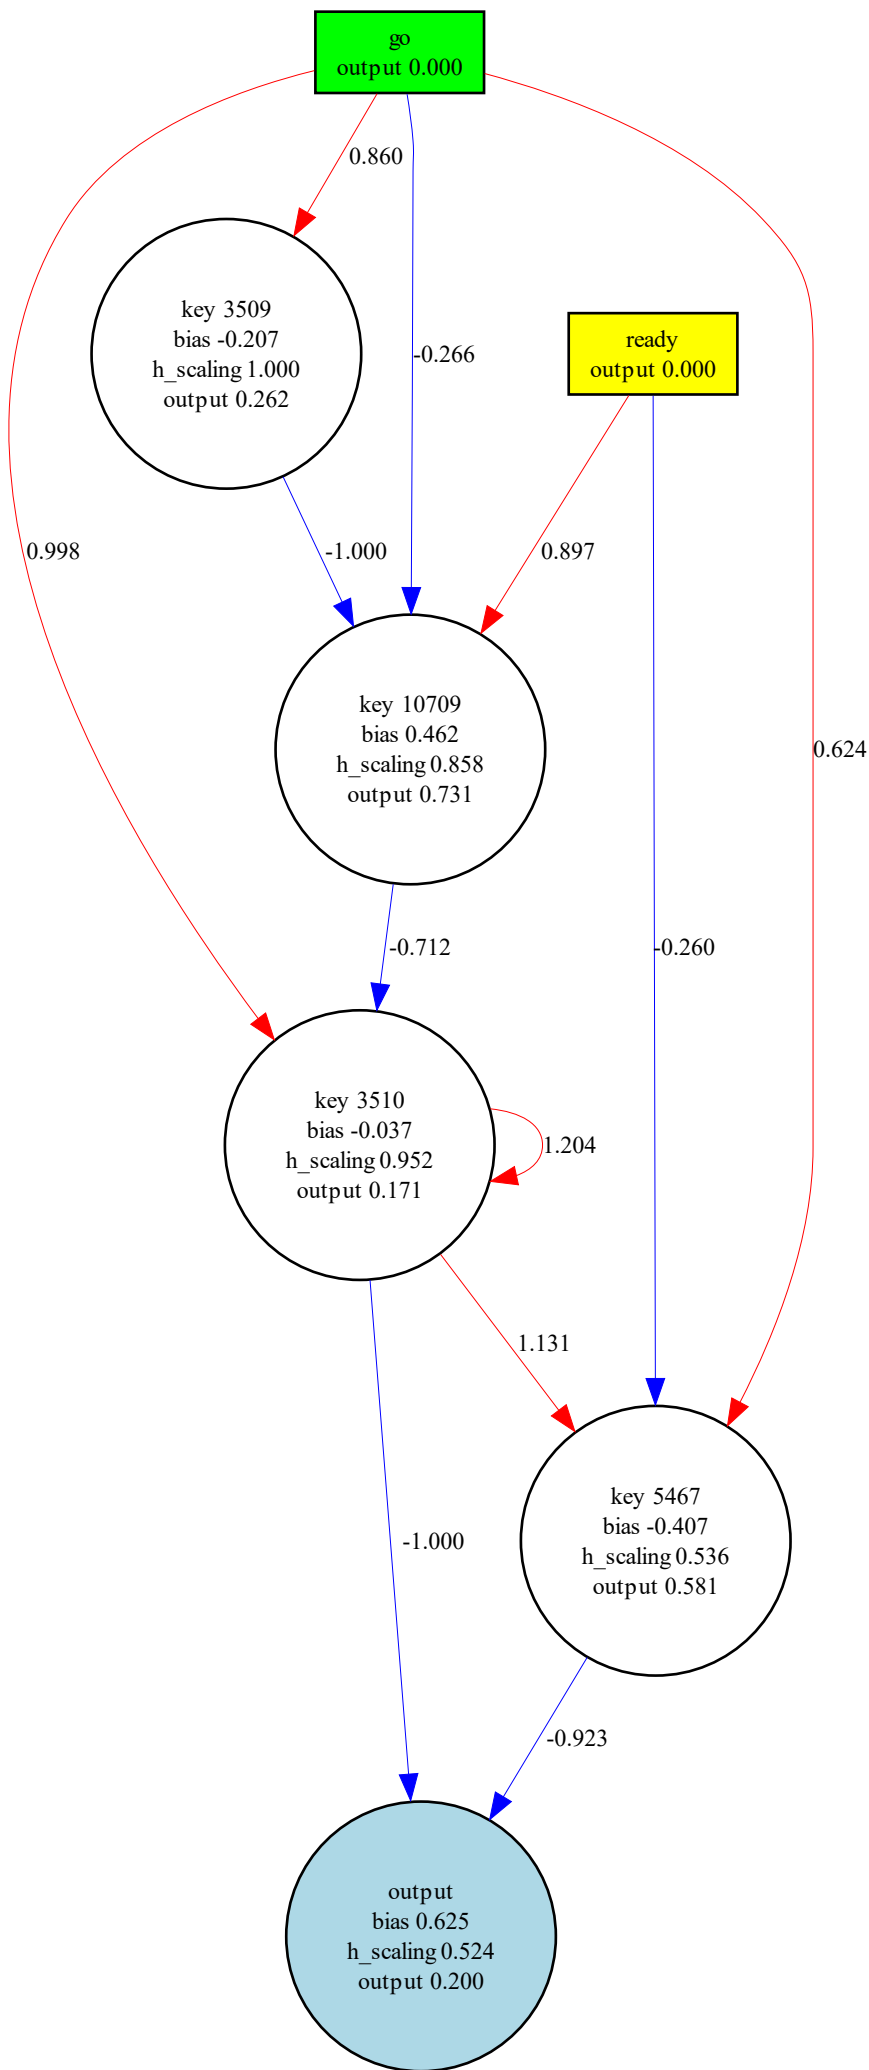 go
output 0.000
0.860
key 3509
bias -0.207
h_scaling 1.000
output 0.262
-0.266
ready
output 0.000
0.998
-1.000
0.897
key 10709
bias 0.462
h_scaling 0.858
output 0.731
0.624
-0.712
-0.260
key 3510
bias -0.037
h_scaling 0.952
output 0.171
1.204
1.131
key 5467
bias -0.407
h_scaling 0.536
output 0.581
-1.000
-0.923
output
bias 0.625
h_scaling 0.524
output 0.200